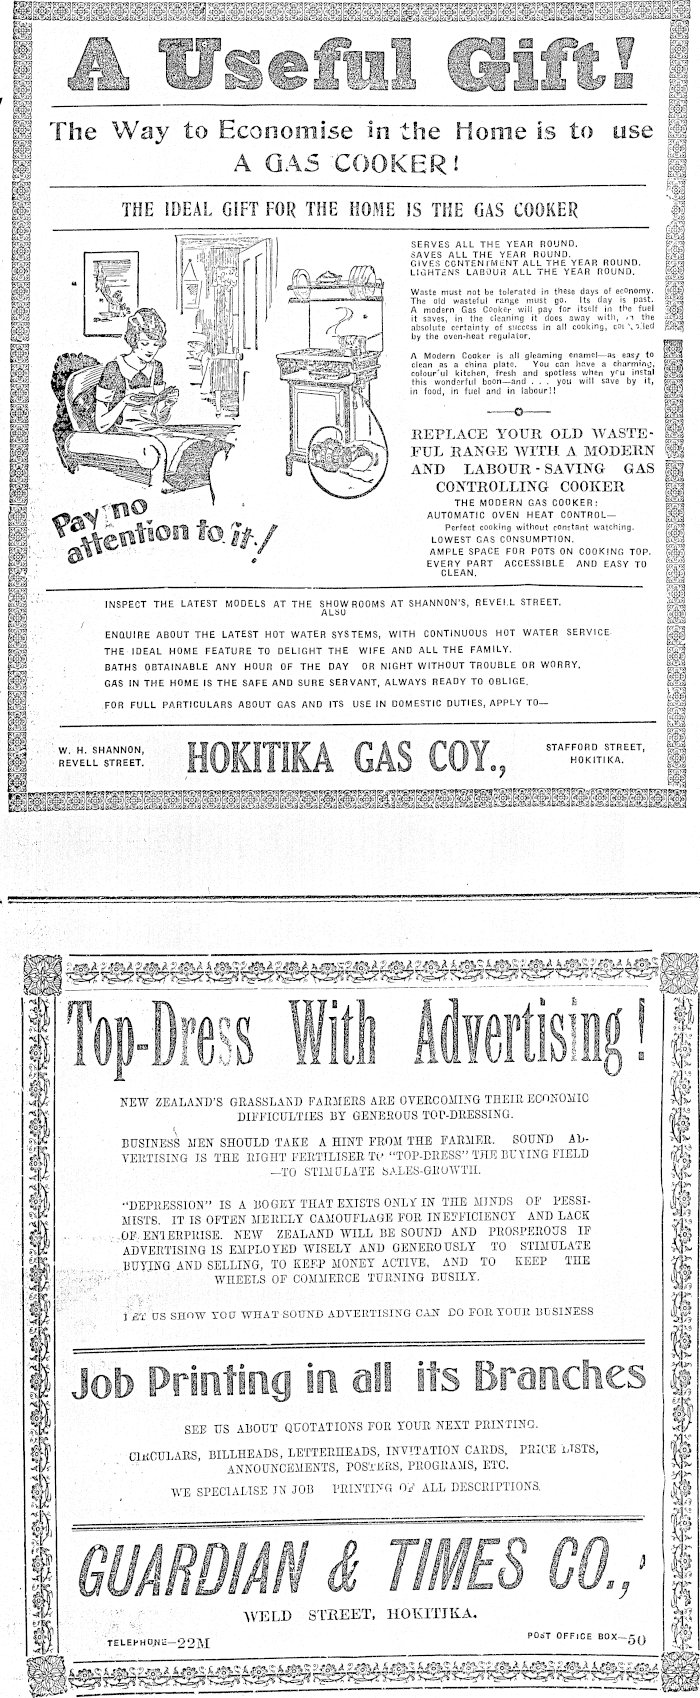 A Useful Gift!
The Way to Economise in the Home is to use
A GAS COOKER!
THE IDEAL GIFT FOR THE HOME IS THE GAS COOKER
SERVES ALL THE YEAR ROUND.
SAVES ALL THE YEAR ROUND.
GIVES CONTENTMENT ALL THE YEAR ROUND.
LIGHTENS LABOUR ALL THE YEAR ROUND.
Waste must not be tolerated in these days of economy.
The old wasteful range must go. Its day is past.
A modern Gas Cooker will pay for itself in the fuel
it saves, in the cleaning it does away with, in the
absolute certainty of success in all cooking,
by the oven-heat regulator.
A Modern Cooker is all gleaming enamel—as easy to
clean as a china plate. You can have a charming,
colourful kitchen, fresh and spotless when you instal
this wonderful boon—and . . . you will save by it,
in food, in fuel and in labour!!
REPLACE YOUR OLD WASTE-
FUL RANGE WITH A MODERN
AND LABOUR-SAVING GAS
CONTROLLING COOKER
THE MODERN GAS COOKER:
AUTOMATIC OVEN HEAT CONTROL—
Perfect cooking without constant watching.
LOWEST GAS CONSUMPTION.
AMPLE SPACE FOR POTS ON COOKING TOP.
EVERY PART ACCESSIBLE AND EASY TO
CLEAN.
Pay no
attention to it!
INSPECT THE LATEST MODELS AT THE SHOWROOMS AT SHANNON'S, REVELL STREET.
ALSO
ENQUIRE ABOUT THE LATEST HOT WATER SYSTEMS, WITH CONTINUOUS HOT WATER SERVICE
THE IDEAL HOME FEATURE TO DELIGHT THE WIFE AND ALL THE FAMILY.
BATHS OBTAINABLE ANY HOUR OF THE DAY OR NIGHT WITHOUT TROUBLE OR WORRY.
GAS IN THE HOME IS THE SAFE AND SURE SERVANT, ALWAYS READY TO OBLIGE.
FOR FULL PARTICULARS ABOUT GAS AND ITS USE IN DOMESTIC DUTIES, APPLY TO—
W. H. SHANNON,
REVELL STREET.
HOKITIKA GAS COY.,
STAFFORD STREET,
HOKITIKA.
Top-Dress With Advertising!
NEW ZEALAND'S GRASSLAND FARMERS ARE OVERCOMING THEIR ECONOMIC
DIFFICULTIES BY GENEROUS TOP-DRESSING.
BUSINESS MEN SHOULD TAKE A HINT FROM THE FARMER. SOUND AD-
VERTISING IS THE RIGHT FERTILISER TO "TOP-DRESS" THE BUYING FIELD
—TO STIMULATE SALES-GROWTH.
"DEPRESSION" IS A BOGEY THAT EXISTS ONLY IN THE MINDS OF PESSI-
MISTS. IT IS OFTEN MERELY CAMOUFLAGE FOR INEFFICIENCY AND LACK
OF ENTERPRISE. NEW ZEALAND WILL BE SOUND AND PROSPEROUS IF
ADVERTISING IS EMPLOYED WISELY AND GENEROUSLY TO STIMULATE
BUYING AND SELLING, TO KEEP MONEY ACTIVE, AND TO KEEP THE
WHEELS OF COMMERCE TURNING BUSILY.
LET US SHOW YOU WHAT SOUND ADVERTISING CAN DO FOR YOUR BUSINESS
Job Printing in all its Branches
SEE US ABOUT QUOTATIONS FOR YOUR NEXT PRINTING.
CIRCULARS, BILLHEADS, LETTERHEADS, INVITATION CARDS, PRICE LISTS,
ANNOUNCEMENTS, POSTERS, PROGRAMS, ETC.
WE SPECIALISE IN JOB PRINTING OF ALL DESCRIPTIONS.
GUARDIAN & TIMES CO.,
WELD STREET, HOKITIKA.
TELEPHONE—22M
POST OFFICE BOX—50